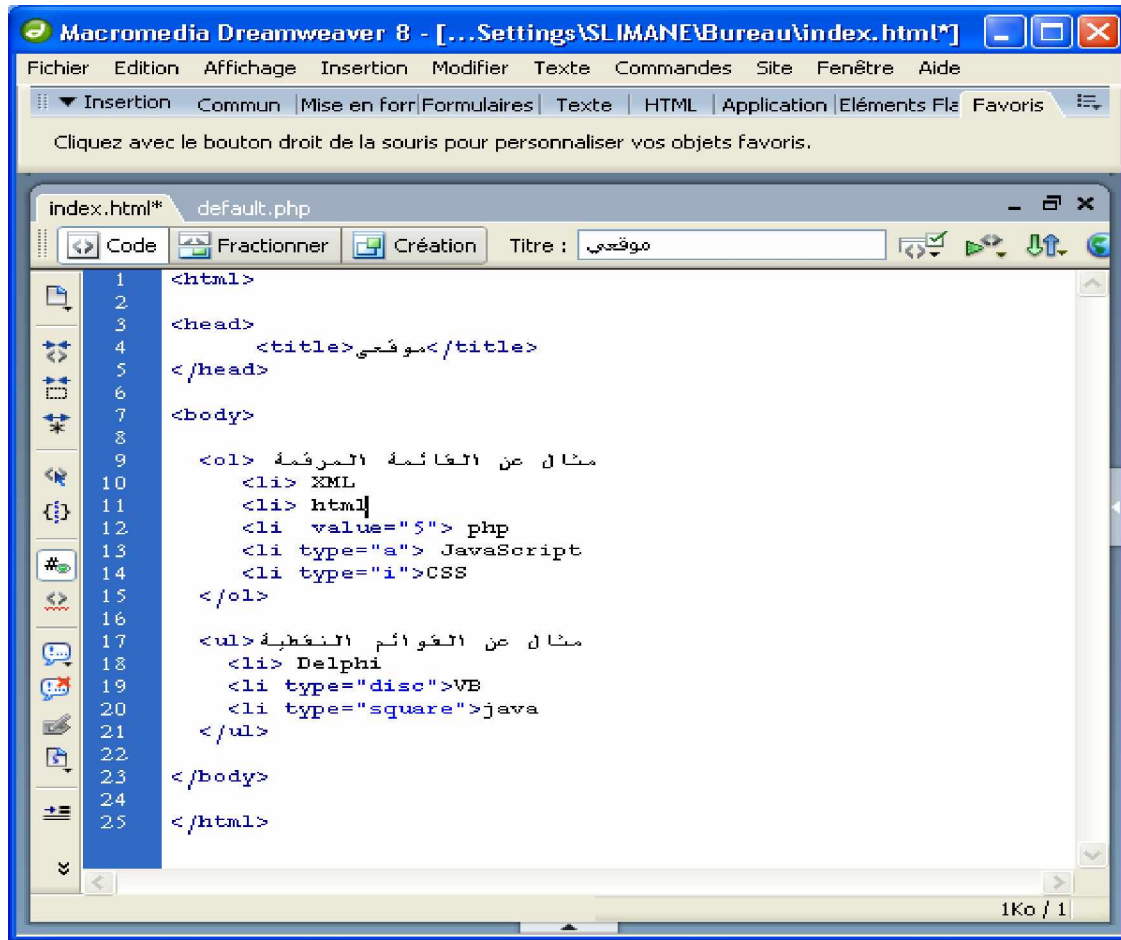 Macromedia Dreamweaver 8 - [...Settings\SLIMANE\Bureau\index.html*]
Fichier Edition Affichage Insertion Modifier Texte Commandes Site Fenêtre Aide
Insertion Commun Mise en forr Formulaires Texte HTML Application Eléments Fla Favoris
Cliquez avec le bouton droit de la souris pour personnaliser vos objets favoris.
index.html* default.php
Code Fractionner Création Titre : موقعي
1 <html>
2
3 <head>
4 <title>موقعي</title>
5 </head>
6
7 <body>
8
9 <ol> مثال عن القائمة المرقمة
10 <li> XML
11 <li> html
12 <li value="5"> php
13 <li type="a"> JavaScript
14 <li type="i">CSS
15 </ol>
16
17 <ul>مثال عن القوائم النقطية
18 <li> Delphi
19 <li type="disc">VB
20 <li type="square">java
21 </ul>
22
23 </body>
24
25 </html>
1Ko / 1